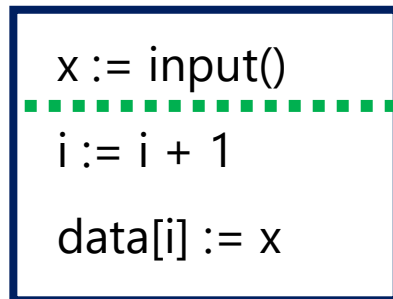 x := input()
i := i + 1
data[i] := x